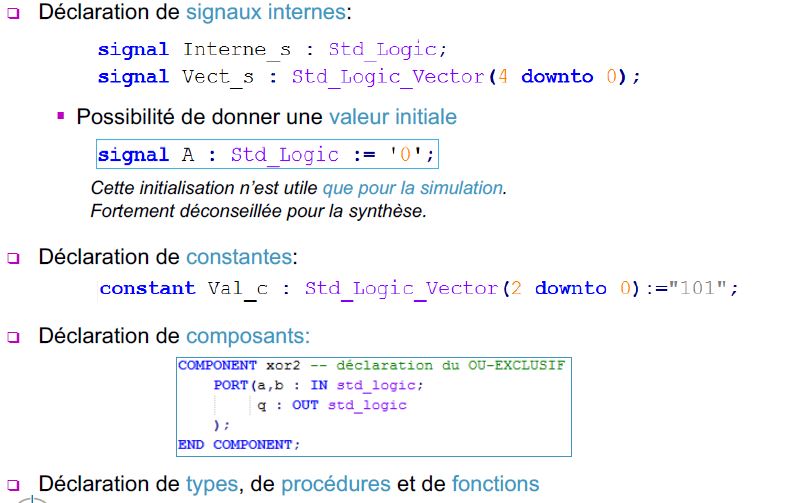 Déclaration de signaux internes:
signal Interne_s : Std_Logic;
signal Vect_s : Std_Logic_Vector(4 downto 0);
Possibilité de donner une valeur initiale
signal A : Std_Logic := '0';
Cette initialisation n'est utile que pour la simulation.
Fortement déconseillée pour la synthèse.
Déclaration de constantes:
constant Val_c : Std_Logic_Vector(2 downto 0):="101";
Déclaration de composants:
COMPONENT xor2 -- déclaration du OU-EXCLUSIF
PORT(a,b : IN std_logic;
q : OUT std_logic
);
END COMPONENT;
Déclaration de types, de procédures et de fonctions